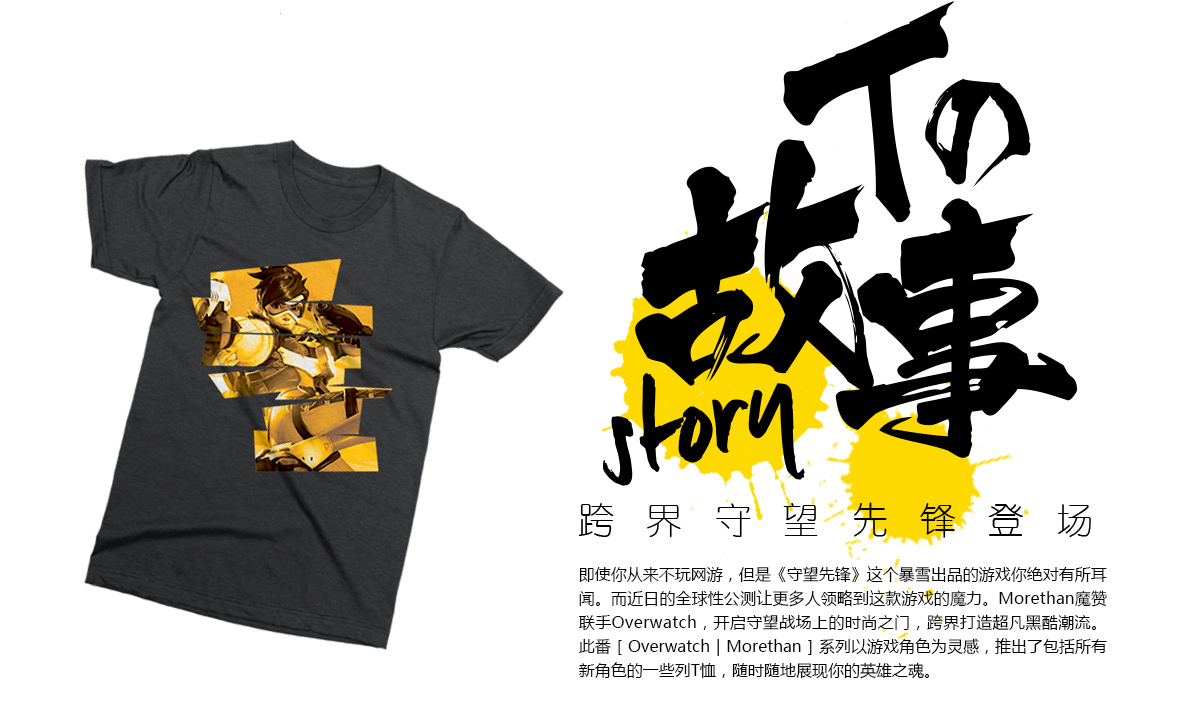 Tの
故事
story
跨界守望先锋登场
即使你从来不玩网游，但是《守望先锋》这个暴雪出品的游戏你绝对有所耳
闻。而近日的全球性公测让更多人领略到这款游戏的魔力。Morethan魔赞
联手Overwatch，开启守望战场上的时尚之门，跨界打造超凡黑酷潮流。
此番 [ Overwatch | Morethan ] 系列以游戏角色为灵感，推出了包括所有
新角色的一些列T恤，随时随地展现你的英雄之魂。